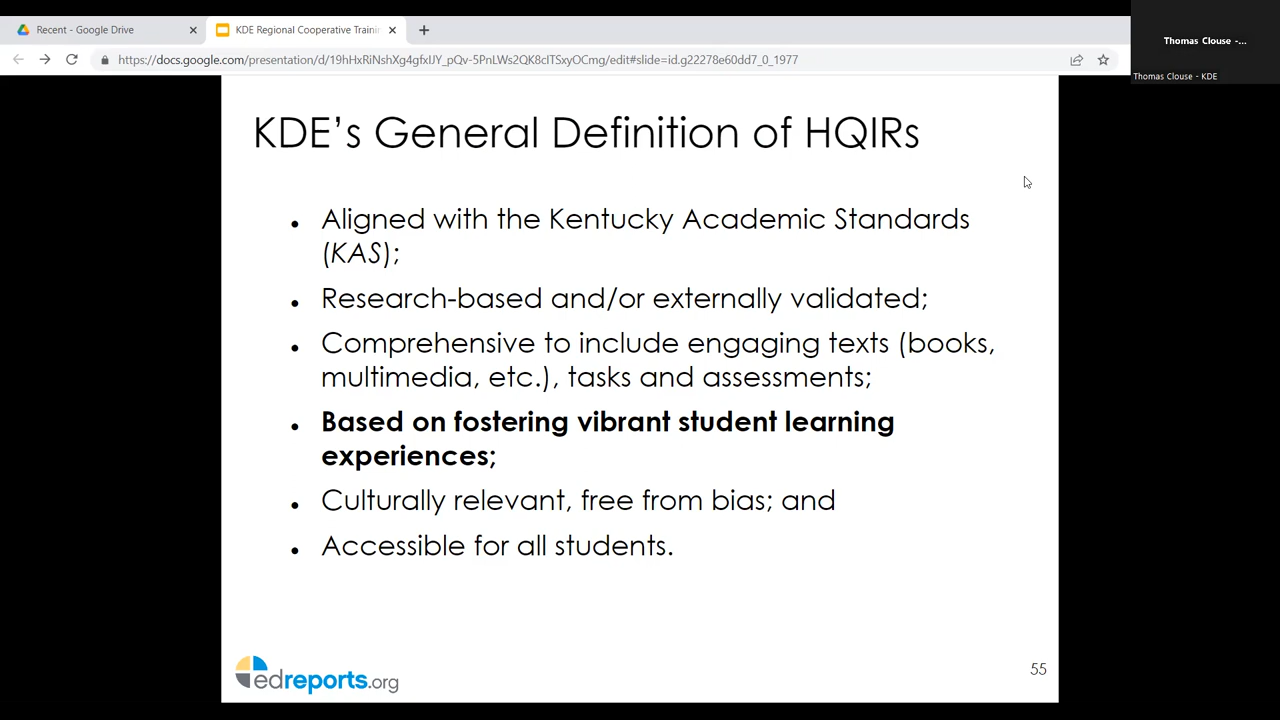 Recent - Google Drive
KDE Regional Cooperative Trainin
https://docs.google.com/presentation/d/19hHxRiNshXg4gfxIJY_pQv-5PnLWs2QK8cITSxyOCmg/edit#slide=id.g22278e60dd7_0_1977
Thomas Clouse -...
Thomas Clouse - KDE
KDE’s General Definition of HQIRs
• Aligned with the Kentucky Academic Standards
(KAS);
• Research-based and/or externally validated;
• Comprehensive to include engaging texts (books,
multimedia, etc.), tasks and assessments;
• Based on fostering vibrant student learning
experiences;
• Culturally relevant, free from bias; and
• Accessible for all students.
edreports.org
55